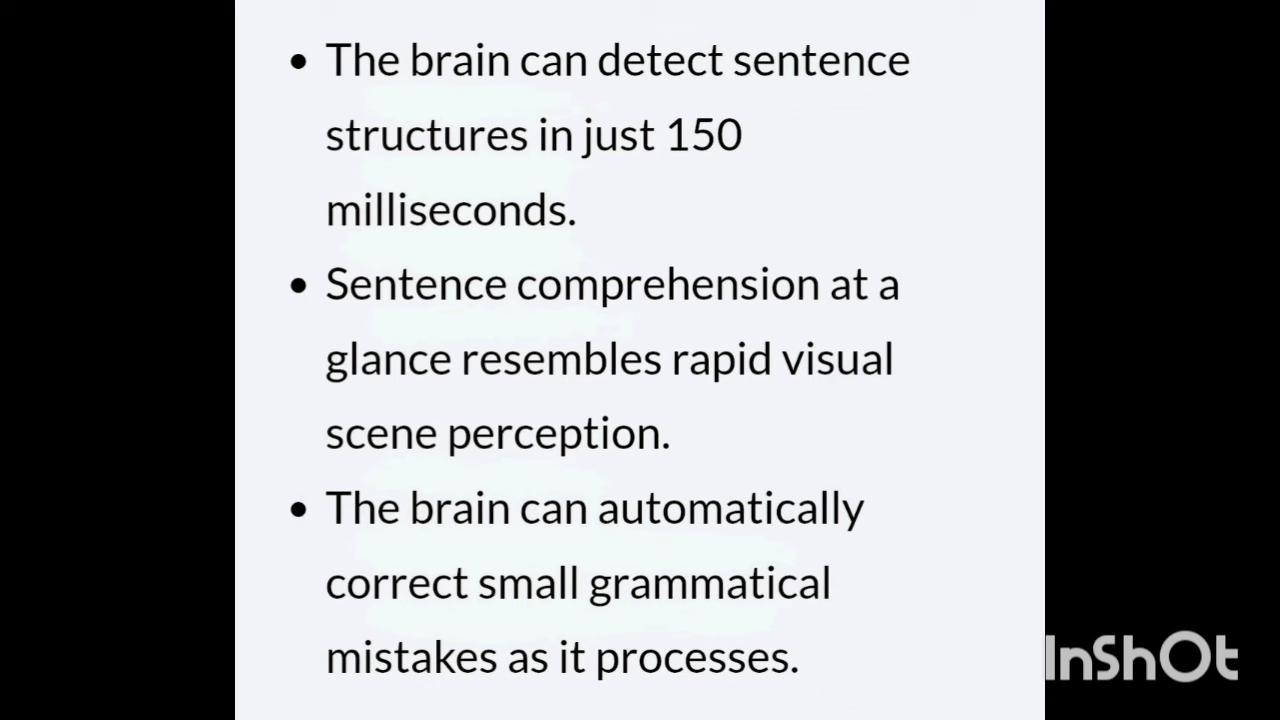 • The brain can detect sentence
structures in just 150
milliseconds.
• Sentence comprehension at a
glance resembles rapid visual
scene perception.
• The brain can automatically
correct small grammatical
mistakes as it processes.
InShOt